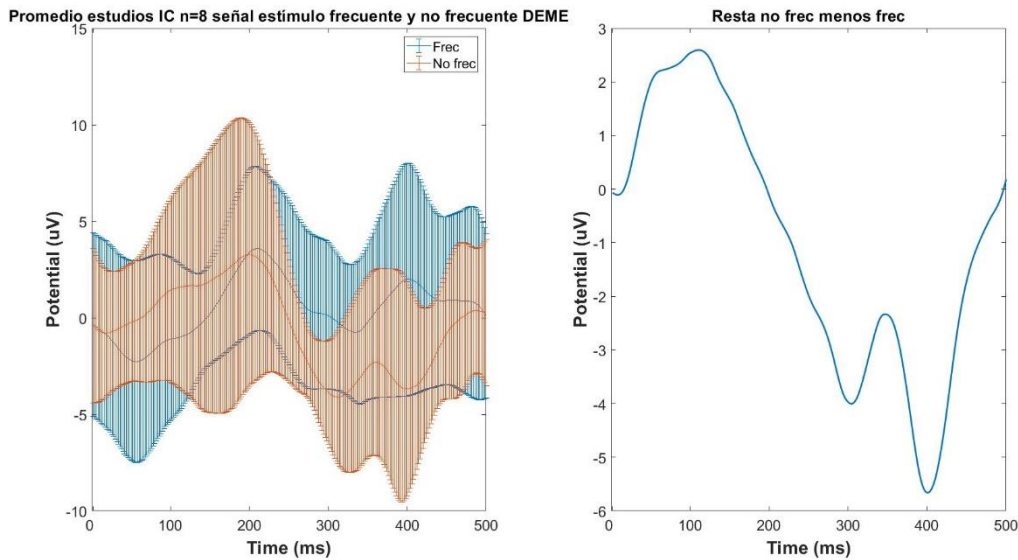 Promedio estudios IC n=8 señal estímulo frecuente y no frecuente DEME
Frec
No frec
15
10
5
0
-5
-10
Potential (uV)
0 100 200 300 400 500
Time (ms)
Resta no frec menos frec
3
2
1
0
-1
-2
-3
-4
-5
-6
Potential (uV)
0 100 200 300 400 500
Time (ms)